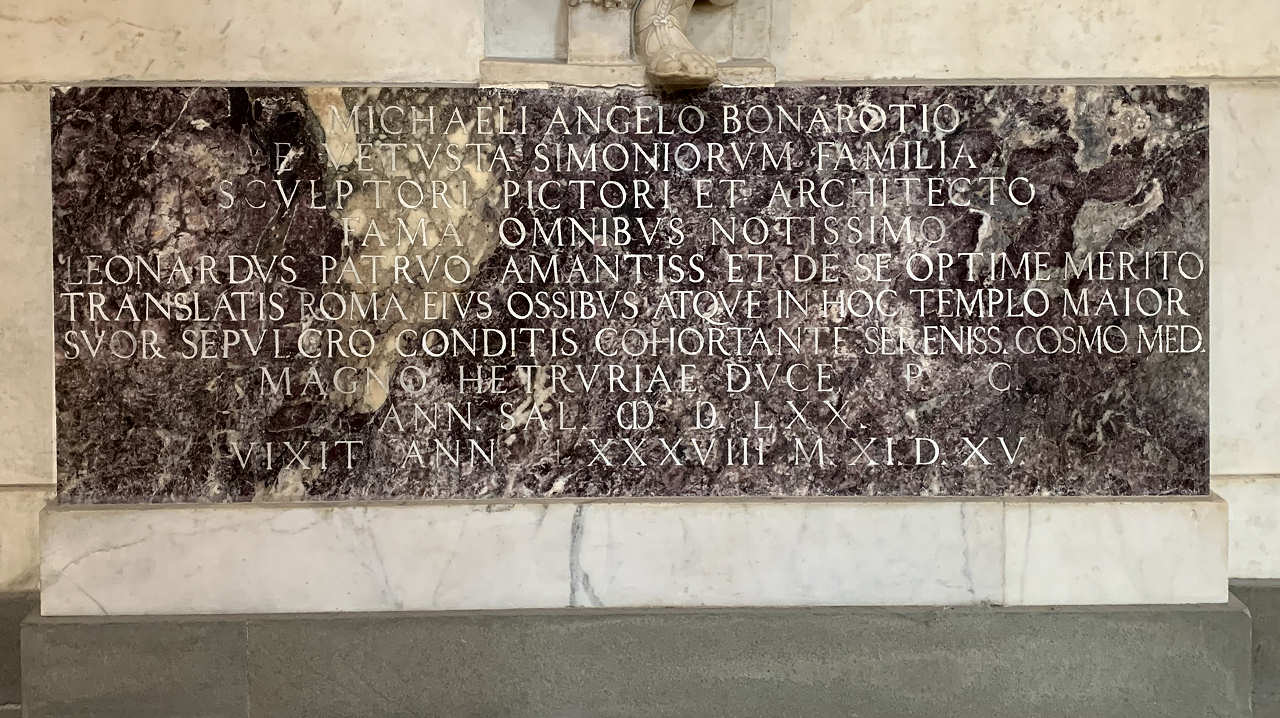 MICHAELI ANGELO BONAROTIO
E VETVSTA SIMONIORVM FAMILIA
SCVLPTORI PICTORI ET ARCHITECTO
FAMA OMNIBVS NOTISSIMO
LEONARDVS PATRVO AMANTISS ET DE SE OPTIME MERITO
TRANSLATIS ROMA EIVS OSSIBVS ATQVE IN HOC TEMPLO MAIOR
SVOR SEPVLCRO CONDITIS COHORTANTE SERENISS. COSMO MED.
MAGNO HETRVRIAE DVCE P. C.
ANN. SAL. CIƆ. D. LXX.
VIXIT ANN LXXXVIII M. XI. D. XV